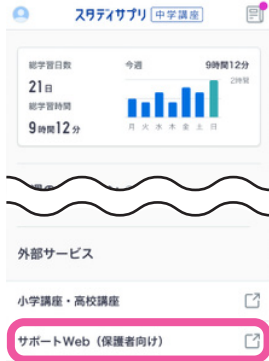 スタディサプリ 中学講座
総学習日数
今週
9時間12分
21日
2時間
総学習時間
9時間12分
月 火 水 木 金 土 日
外部サービス
小学講座・高校講座
サポートWeb（保護者向け）